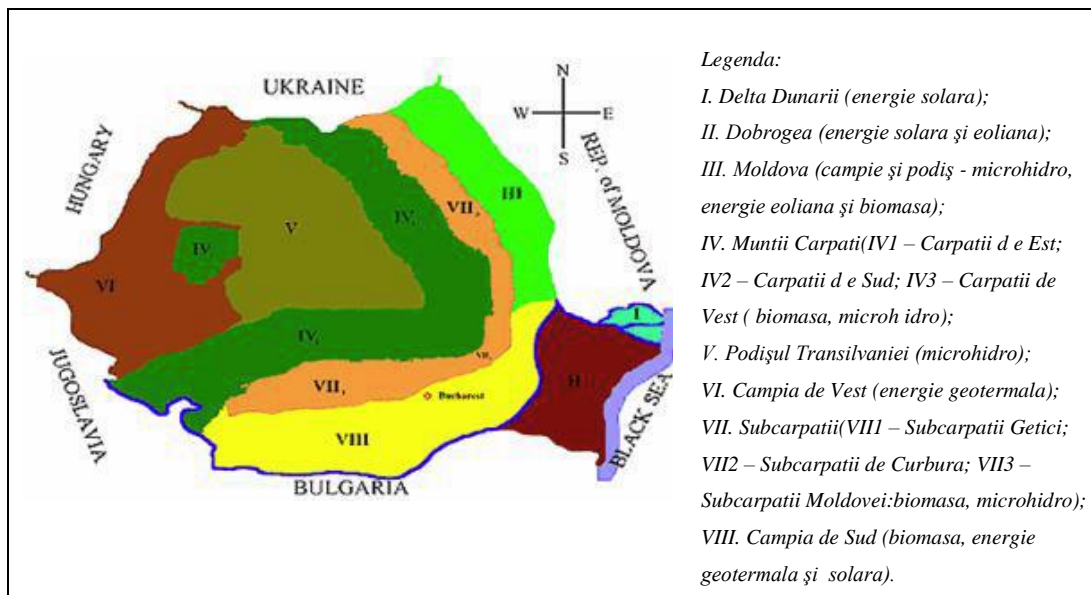 UKRAINE
N
W E
S
HUNGARY
REP. of MOLDOVA
III
VII
IV
V
IV
VI
I
IV
VII
II
VII
Bucharest
VIII
JUGOSLAVIA
BLACK SEA
BULGARIA
Legenda:
I. Delta Dunarii (energie solara);
II. Dobrogea (energie solara şi eoliana);
III. Moldova (campie şi podiş - microhidro,
energie eoliana şi biomasa);
IV. Muntii Carpati(IV1 – Carpatii d e Est;
IV2 – Carpatii d e Sud; IV3 – Carpatii de
Vest ( biomasa, microh idro);
V. Podişul Transilvaniei (microhidro);
VI. Campia de Vest (energie geotermala);
VII. Subcarpatii(VII1 – Subcarpatii Getici;
VII2 – Subcarpatii de Curbura; VII3 –
Subcarpatii Moldovei:biomasa, microhidro);
VIII. Campia de Sud (biomasa, energie
geotermala şi solara).